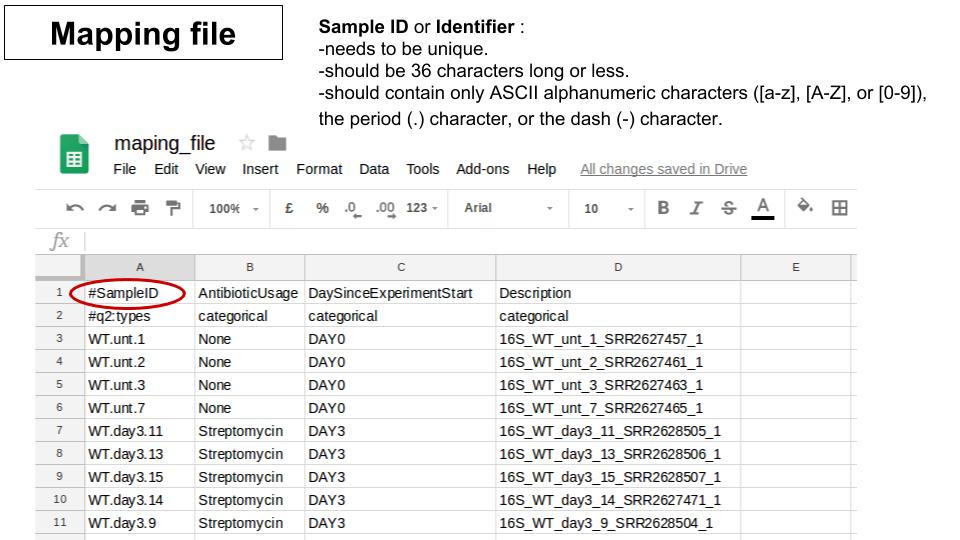 Mapping file
Sample ID or Identifier :
-needs to be unique.
-should be 36 characters long or less.
-should contain only ASCII alphanumeric characters ([a-z], [A-Z], or [0-9]),
the period (.) character, or the dash (-) character.
maping_file
File Edit View Insert Format Data Tools Add-ons Help All changes saved in Drive
100% £ % .0 .00 123 Arial 10 B I S A
fx
A B C D E
1 #SampleID AntibioticUsage DaySinceExperimentStart Description
2 #q2:types categorical categorical categorical
3 WT.unt.1 None DAY0 16S_WT_unt_1_SRR2627457_1
4 WT.unt.2 None DAY0 16S_WT_unt_2_SRR2627461_1
5 WT.unt.3 None DAY0 16S_WT_unt_3_SRR2627463_1
6 WT.unt.7 None DAY0 16S_WT_unt_7_SRR2627465_1
7 WT.day3.11 Streptomycin DAY3 16S_WT_day3_11_SRR2628505_1
8 WT.day3.13 Streptomycin DAY3 16S_WT_day3_13_SRR2628506_1
9 WT.day3.15 Streptomycin DAY3 16S_WT_day3_15_SRR2628507_1
10 WT.day3.14 Streptomycin DAY3 16S_WT_day3_14_SRR2627471_1
11 WT.day3.9 Streptomycin DAY3 16S_WT_day3_9_SRR2628504_1